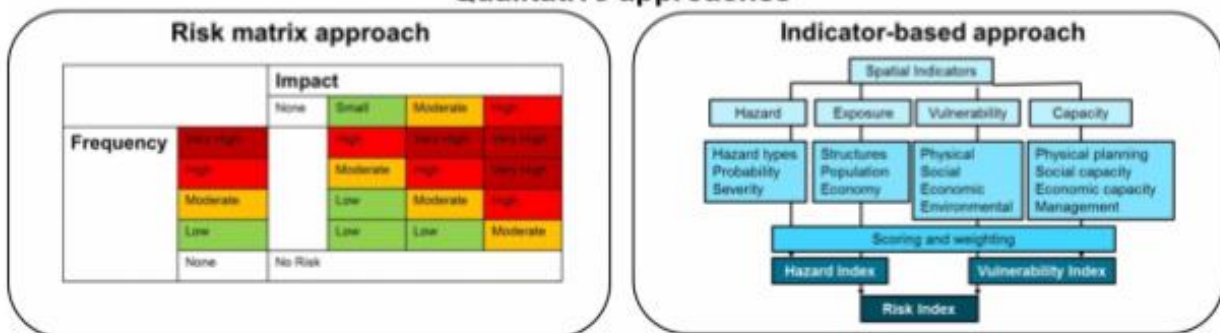 Qualitative approaches
Risk matrix approach
Impact
None Small Moderate High
Frequency Very High High Very High Very High
High Moderate High Very High
Moderate Low Moderate High
Low Low Low Moderate
None No Risk
Indicator-based approach
Spatial Indicators
Hazard Exposure Vulnerability Capacity
Hazard types Structures Physical Physical planning
Probability Population Social Social capacity
Severity Economy Economic Economic capacity
Environmental Management
Scoring and weighting
Hazard Index Vulnerability Index
Risk Index